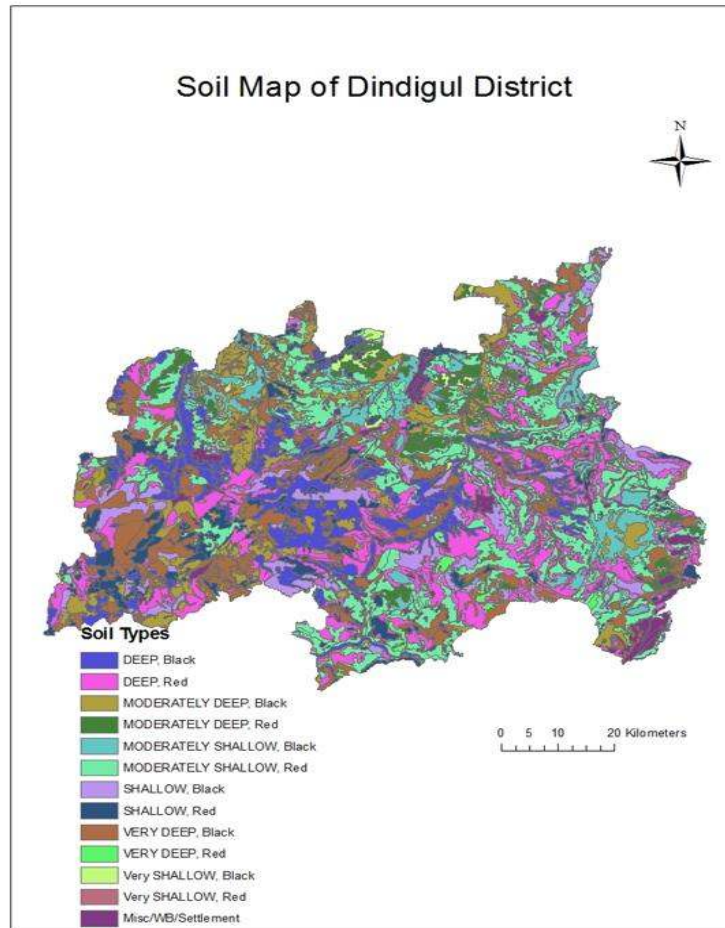 Soil Map of Dindigul District
N
Soil Types
DEEP, Black
DEEP, Red
MODERATELY DEEP, Black
MODERATELY DEEP, Red
MODERATELY SHALLOW, Black
MODERATELY SHALLOW, Red
SHALLOW, Black
SHALLOW, Red
VERY DEEP, Black
VERY DEEP, Red
Very SHALLOW, Black
Very SHALLOW, Red
Misc/WB/Settlement
0 5 10 20 Kilometers